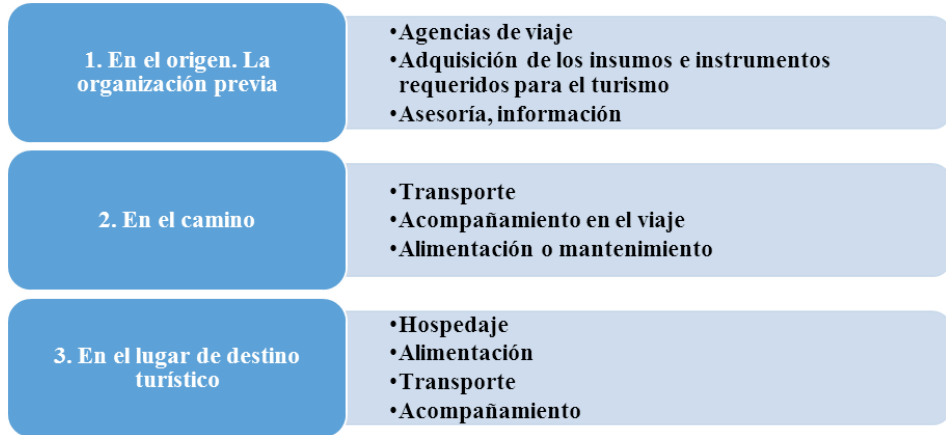 1. En el origen. La
organización previa
•Agencias de viaje
•Adquisición de los insumos e instrumentos
requeridos para el turismo
•Asesoría, información
2. En el camino
•Transporte
•Acompañamiento en el viaje
•Alimentación o mantenimiento
3. En el lugar de destino
turístico
•Hospedaje
•Alimentación
•Transporte
•Acompañamiento